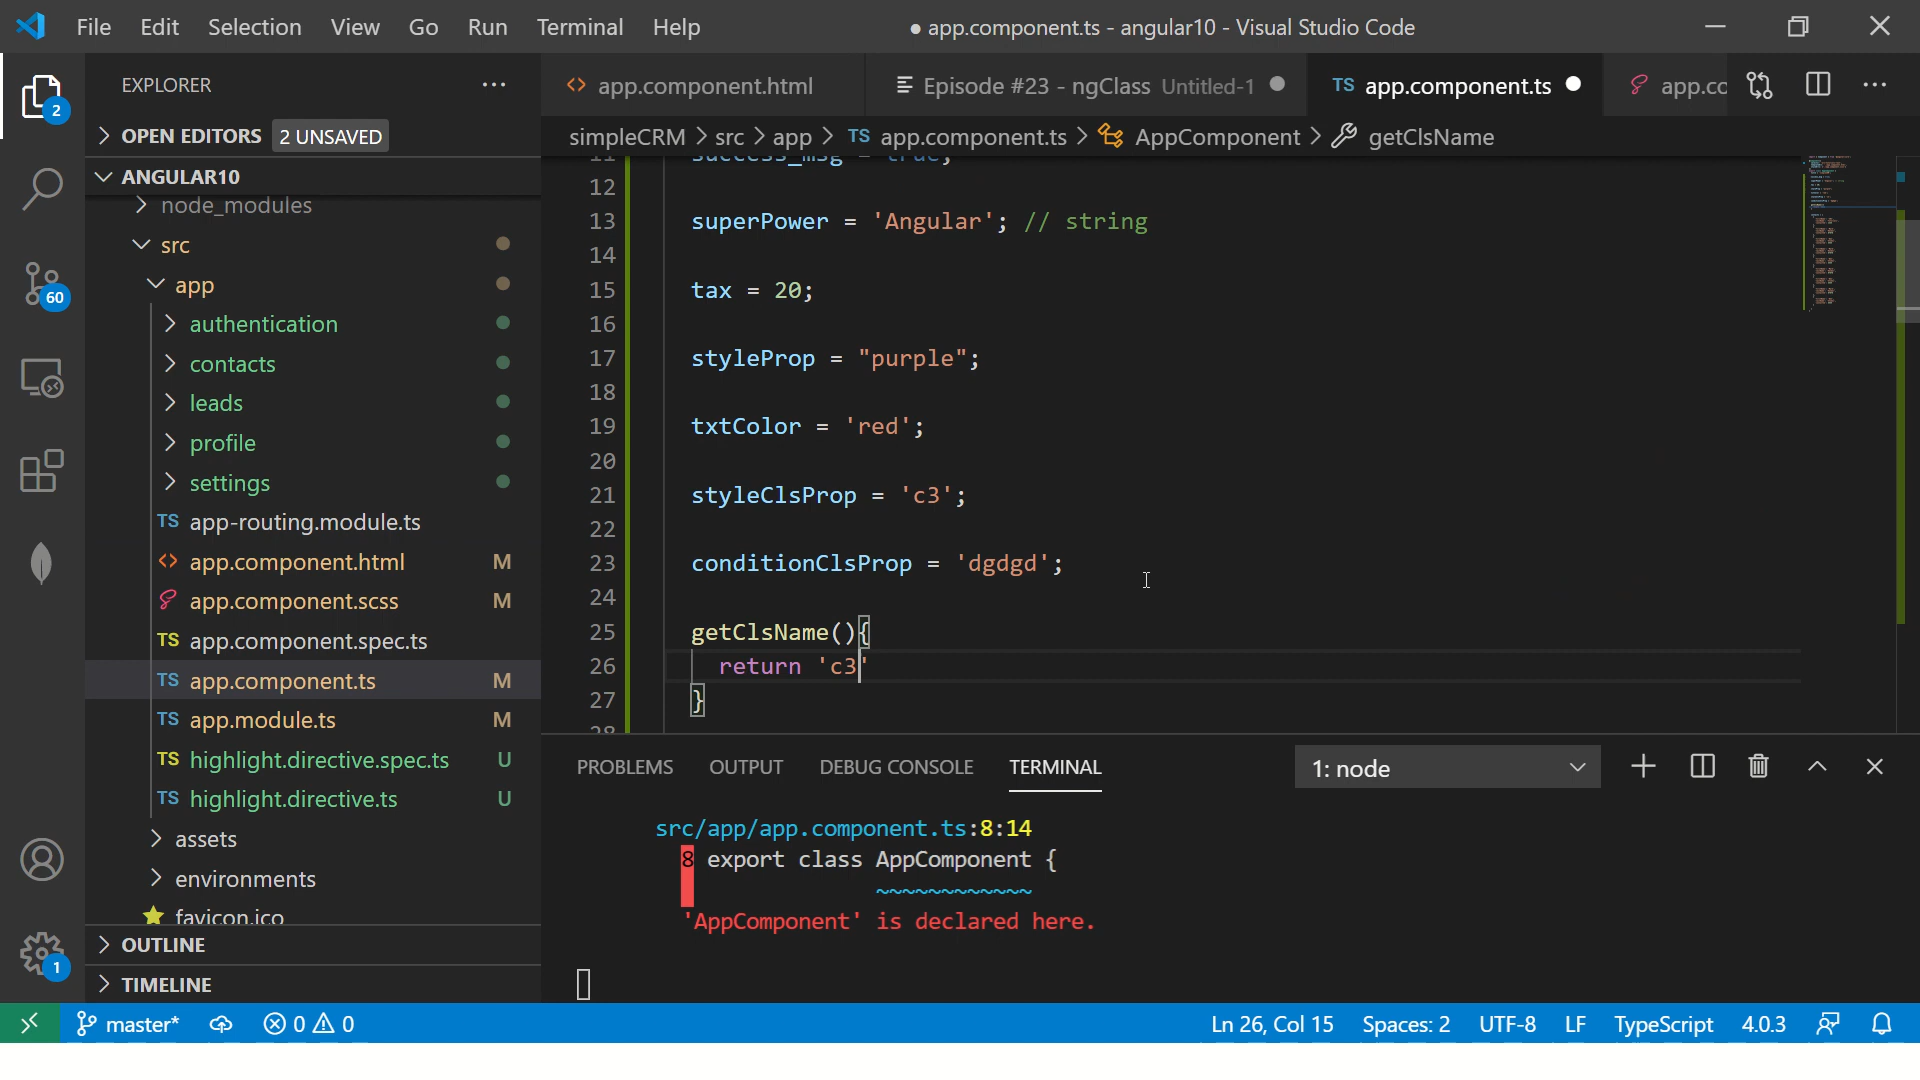 File Edit Selection View Go Run Terminal Help
● app.component.ts - angular10 - Visual Studio Code
EXPLORER
OPEN EDITORS 2 UNSAVED
ANGULAR10
node_modules
src
app
authentication
contacts
leads
profile
settings
TS app-routing.module.ts
<> app.component.html M
app.component.scss M
TS app.component.spec.ts
TS app.component.ts M
TS app.module.ts M
TS highlight.directive.spec.ts U
TS highlight.directive.ts U
assets
environments
favicon.ico
OUTLINE
TIMELINE
2
60
1
<> app.component.html
Episode #23 - ngClass Untitled-1 ●
TS app.component.ts ●
app.co
simpleCRM > src > app > TS app.component.ts > AppComponent > getClsName
11 success_msg = true;
12
13 superPower = 'Angular'; // string
14
15 tax = 20;
16
17 styleProp = "purple";
18
19 txtColor = 'red';
20
21 styleClsProp = 'c3';
22
23 conditionClsProp = 'dgdgd';
24
25 getClsName(){
26 return 'c3'
27 }
28
PROBLEMS OUTPUT DEBUG CONSOLE TERMINAL 1: node
src/app/app.component.ts:8:14
8 export class AppComponent {
~~~~~~~~~~~~
'AppComponent' is declared here.
master* 0 0 Ln 26, Col 15 Spaces: 2 UTF-8 LF TypeScript 4.0.3